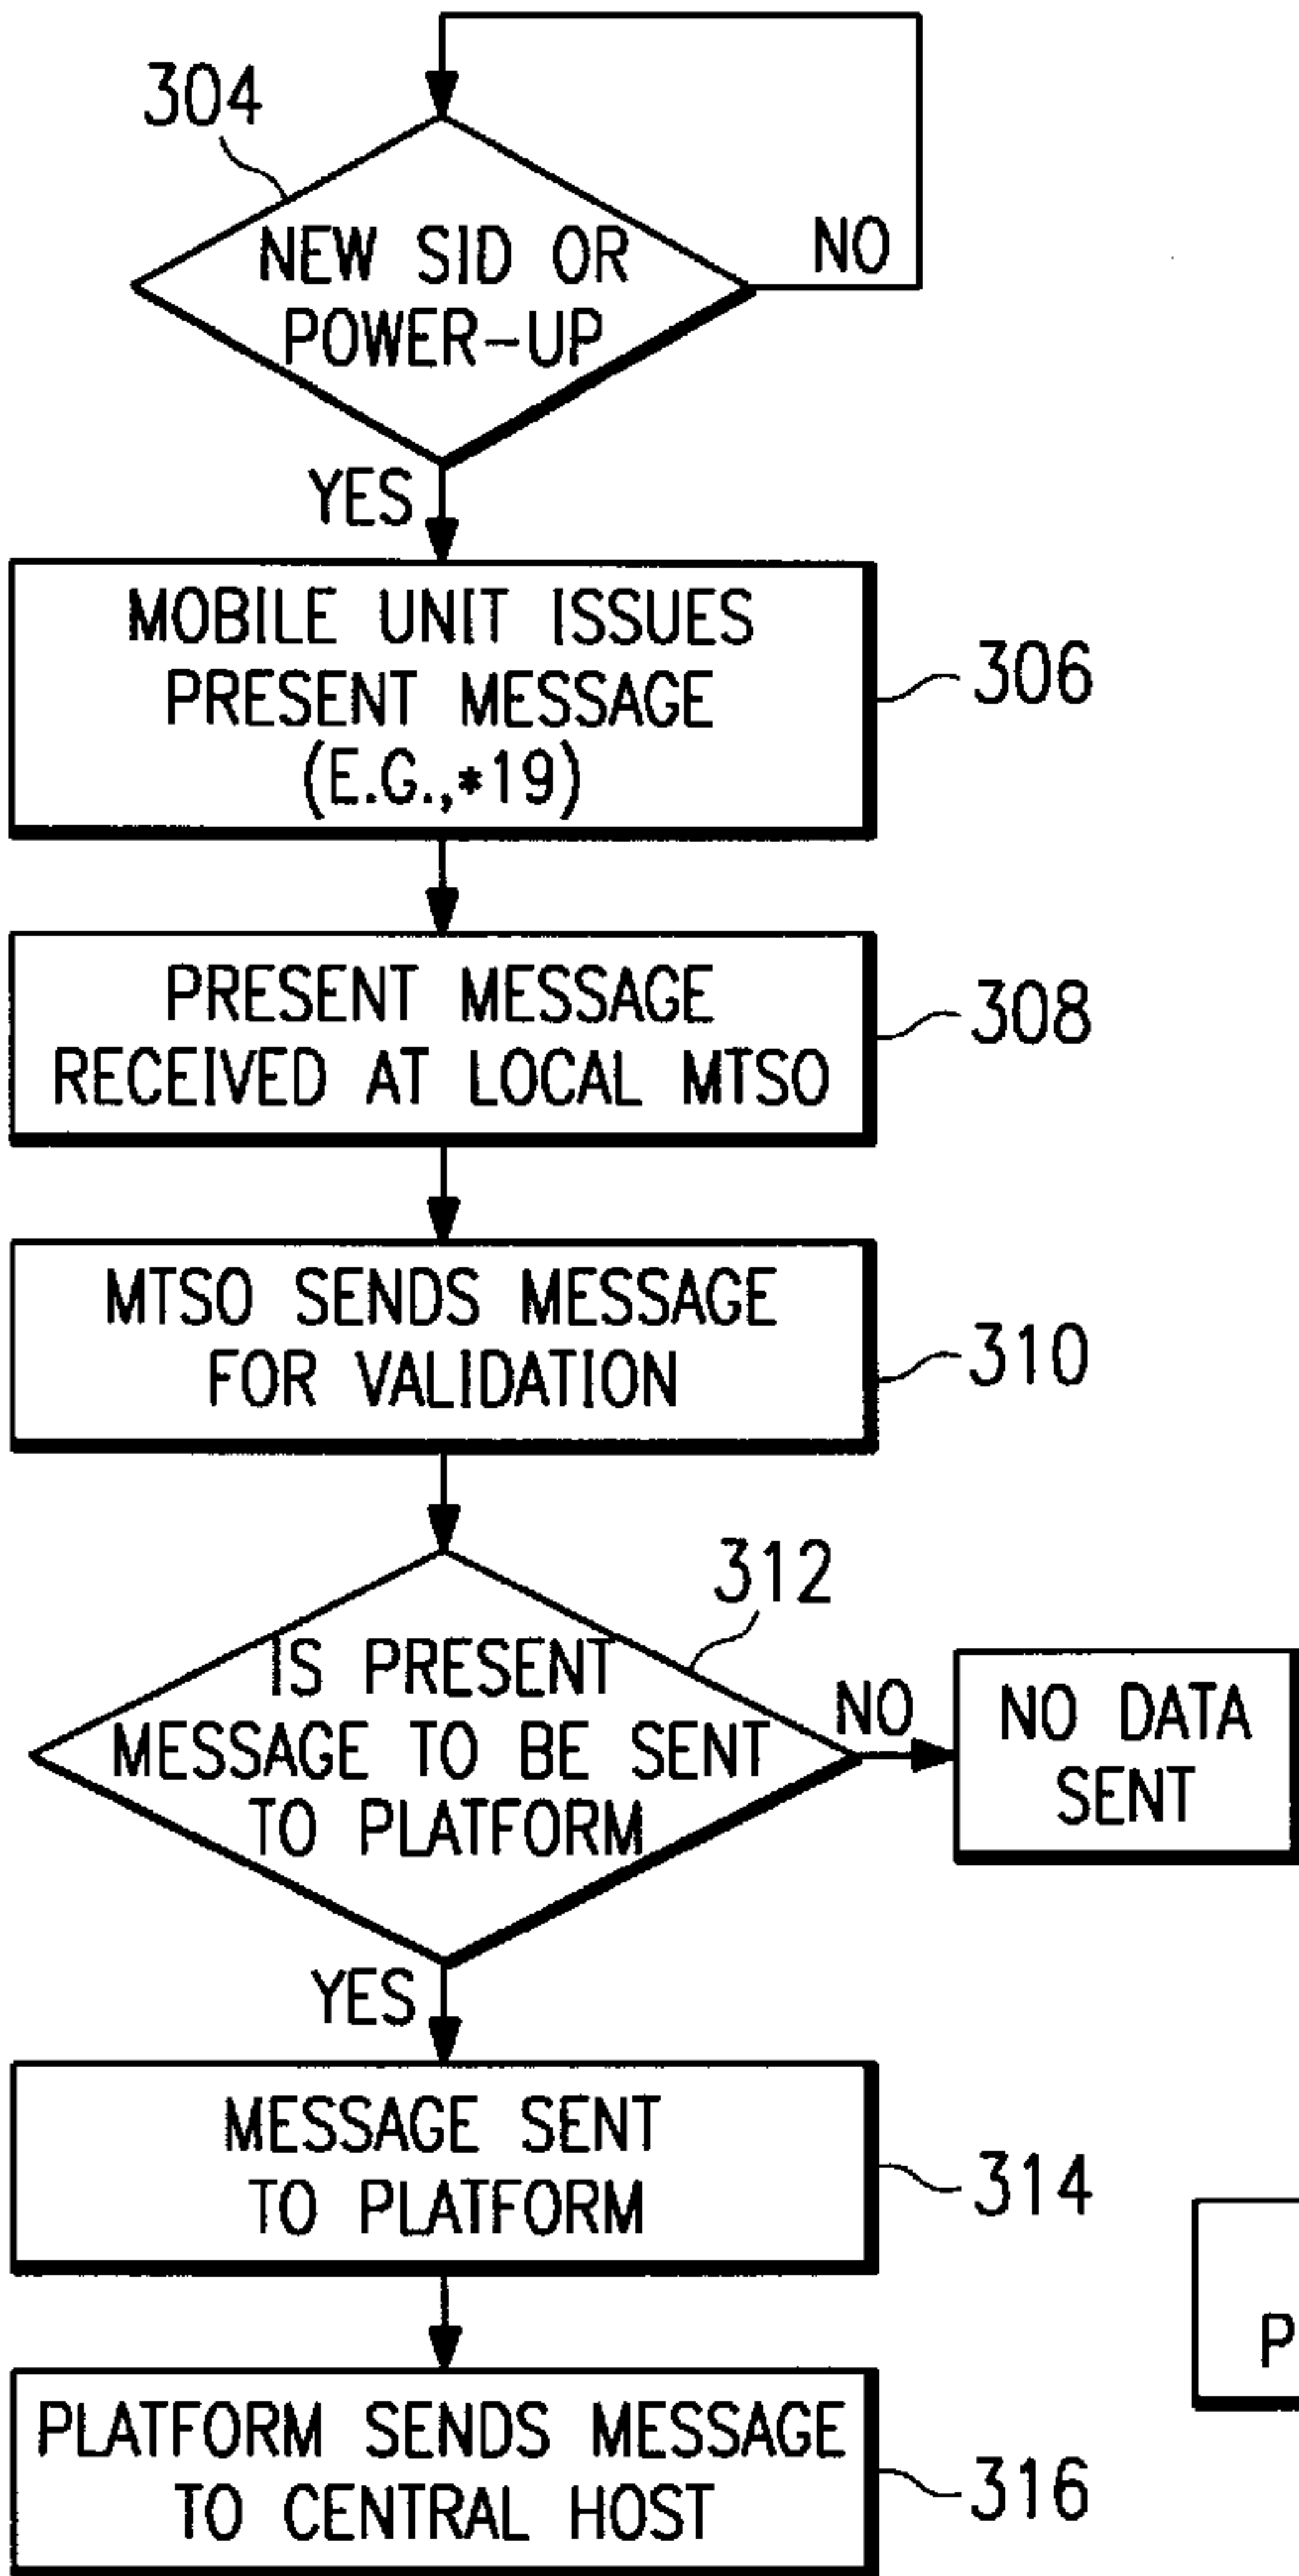 304
NEW SID OR
POWER-UP
NO
YES
MOBILE UNIT ISSUES
PRESENT MESSAGE
(E.G.,*19)
306
PRESENT MESSAGE
RECEIVED AT LOCAL MTSO
308
MTSO SENDS MESSAGE
FOR VALIDATION
310
312
IS PRESENT
MESSAGE TO BE SENT
TO PLATFORM
NO
NO DATA
SENT
YES
MESSAGE SENT
TO PLATFORM
314
P
PLATFORM SENDS MESSAGE
TO CENTRAL HOST
316